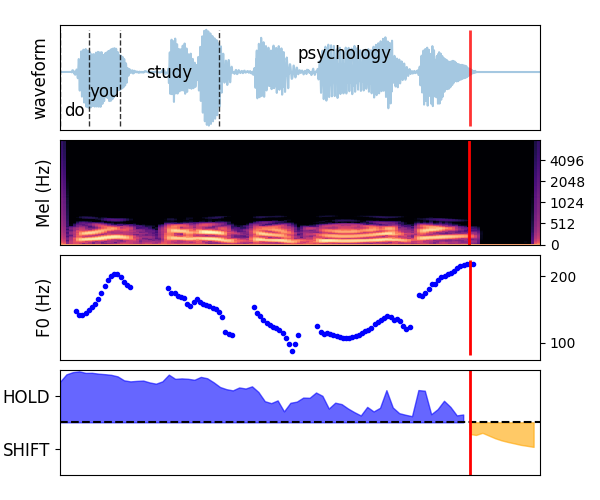 waveform
do
you
study
psychology
Mel (Hz)
4096
2048
1024
512
0
F0 (Hz)
200
100
HOLD
SHIFT